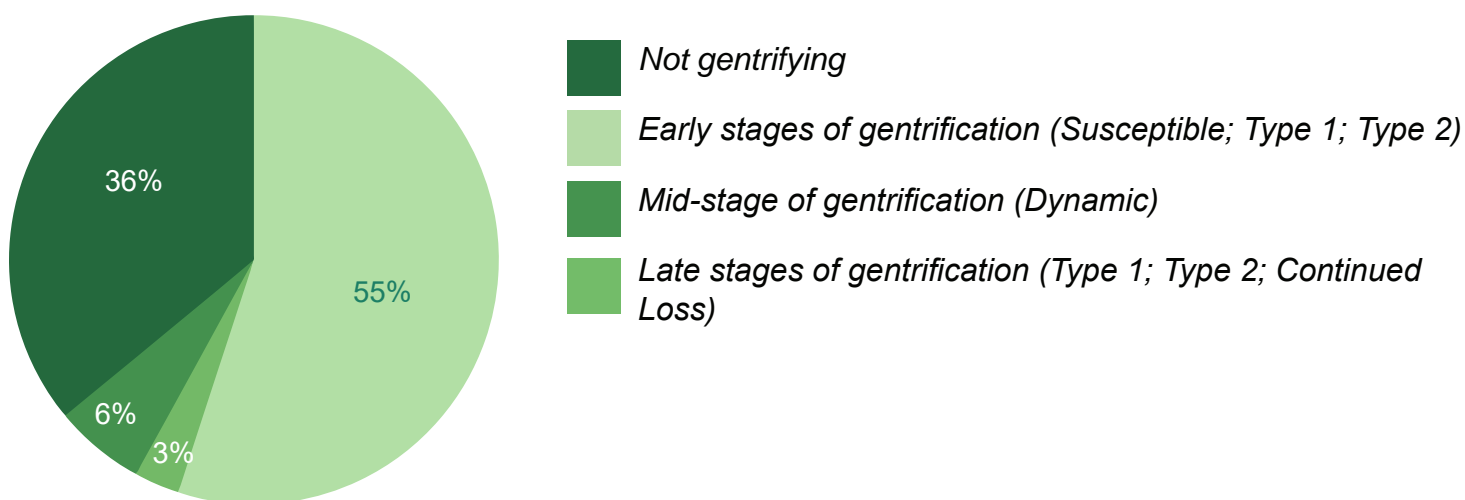 36%
55%
6%
3%
Not gentrifying
Early stages of gentrification (Susceptible; Type 1; Type 2)
Mid-stage of gentrification (Dynamic)
Late stages of gentrification (Type 1; Type 2; Continued
Loss)